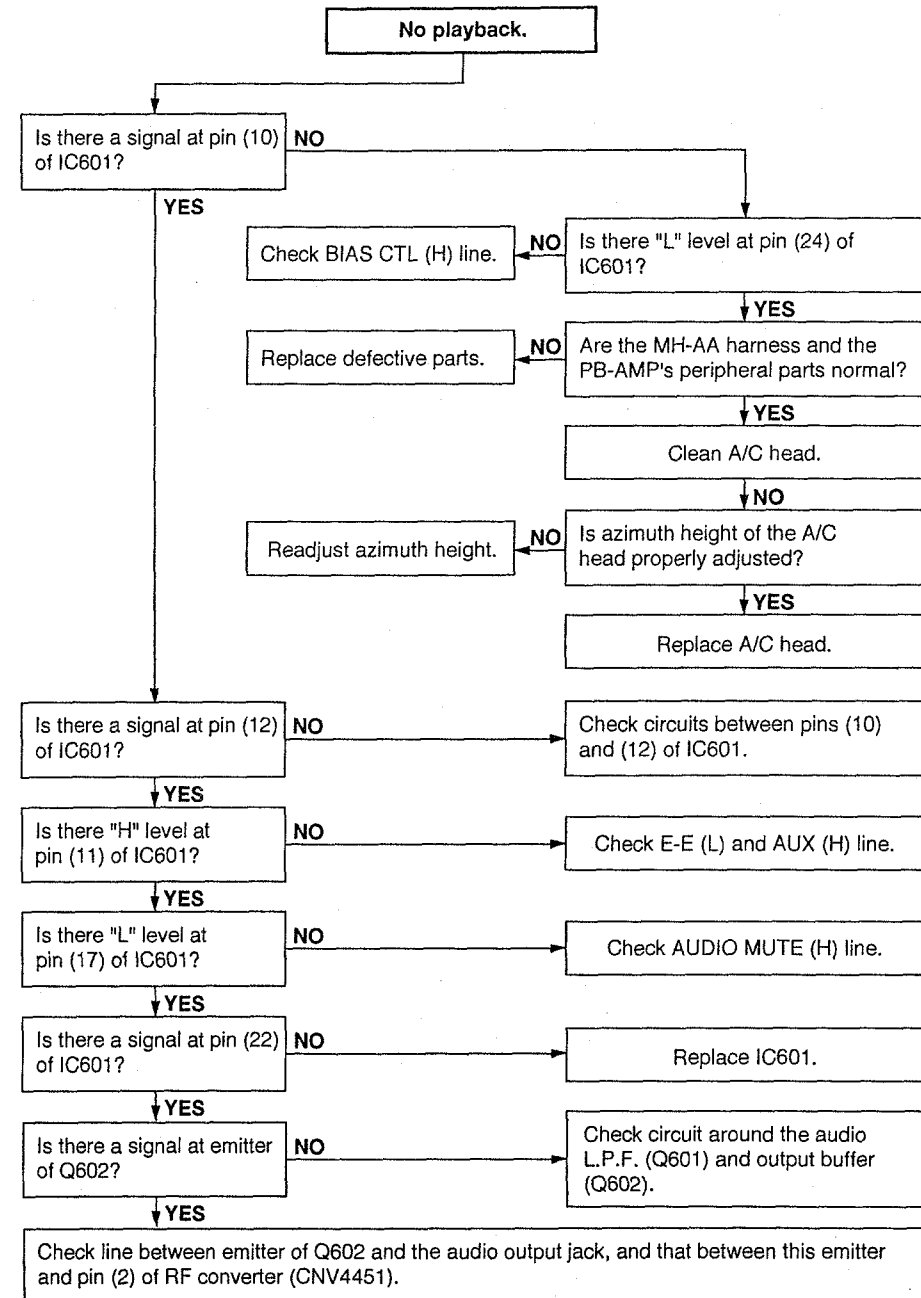 No playback.
Is there a signal at pin (10)
of IC601?
NO
YES
Is there "L" level at pin (24) of
IC601?
NO
Check BIAS CTL (H) line.
YES
Are the MH-AA harness and the
PB-AMP's peripheral parts normal?
NO
Replace defective parts.
YES
Clean A/C head.
NO
Is azimuth height of the A/C
head properly adjusted?
NO
Readjust azimuth height.
YES
Replace A/C head.
Is there a signal at pin (12)
of IC601?
NO
Check circuits between pins (10)
and (12) of IC601.
YES
Is there "H" level at
pin (11) of IC601?
NO
Check E-E (L) and AUX (H) line.
YES
Is there "L" level at
pin (17) of IC601?
NO
Check AUDIO MUTE (H) line.
YES
Is there a signal at pin (22)
of IC601?
NO
Replace IC601.
YES
Is there a signal at emitter
of Q602?
NO
Check circuit around the audio
L.P.F. (Q601) and output buffer
(Q602).
YES
Check line between emitter of Q602 and the audio output jack, and that between this emitter
and pin (2) of RF converter (CNV4451).